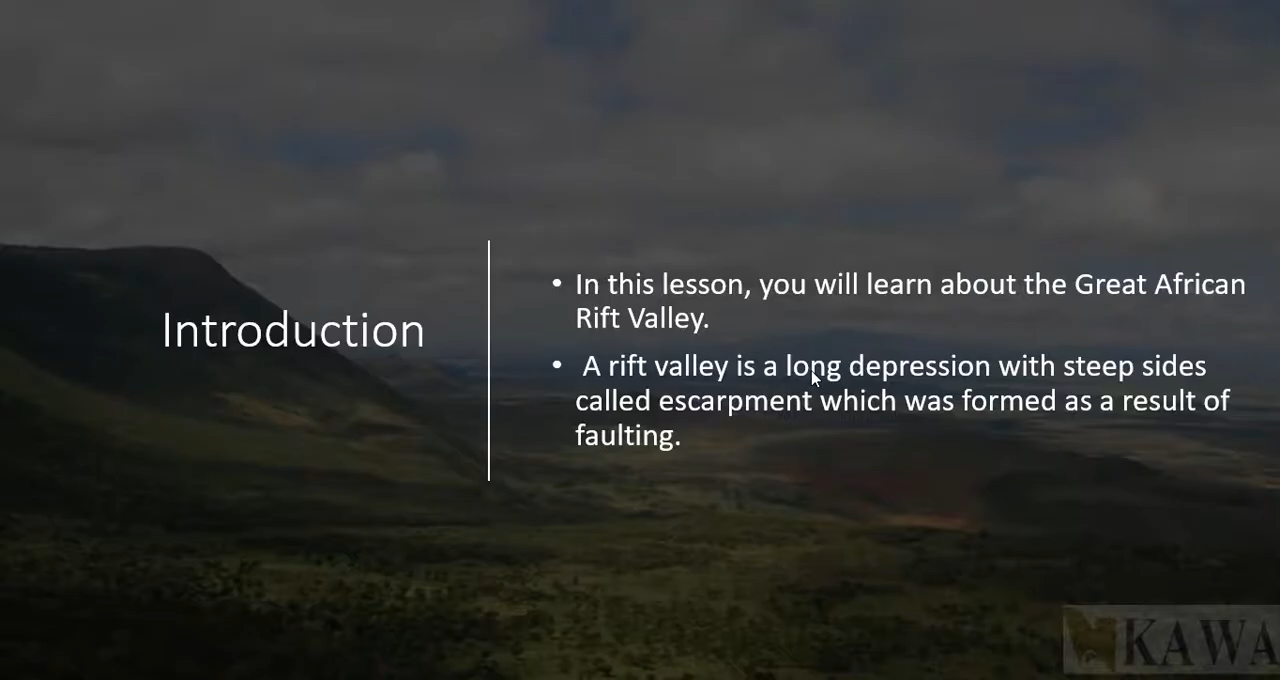 Introduction
• In this lesson, you will learn about the Great African
Rift Valley.
• A rift valley is a long depression with steep sides
called escarpment which was formed as a result of
faulting.
KAWA